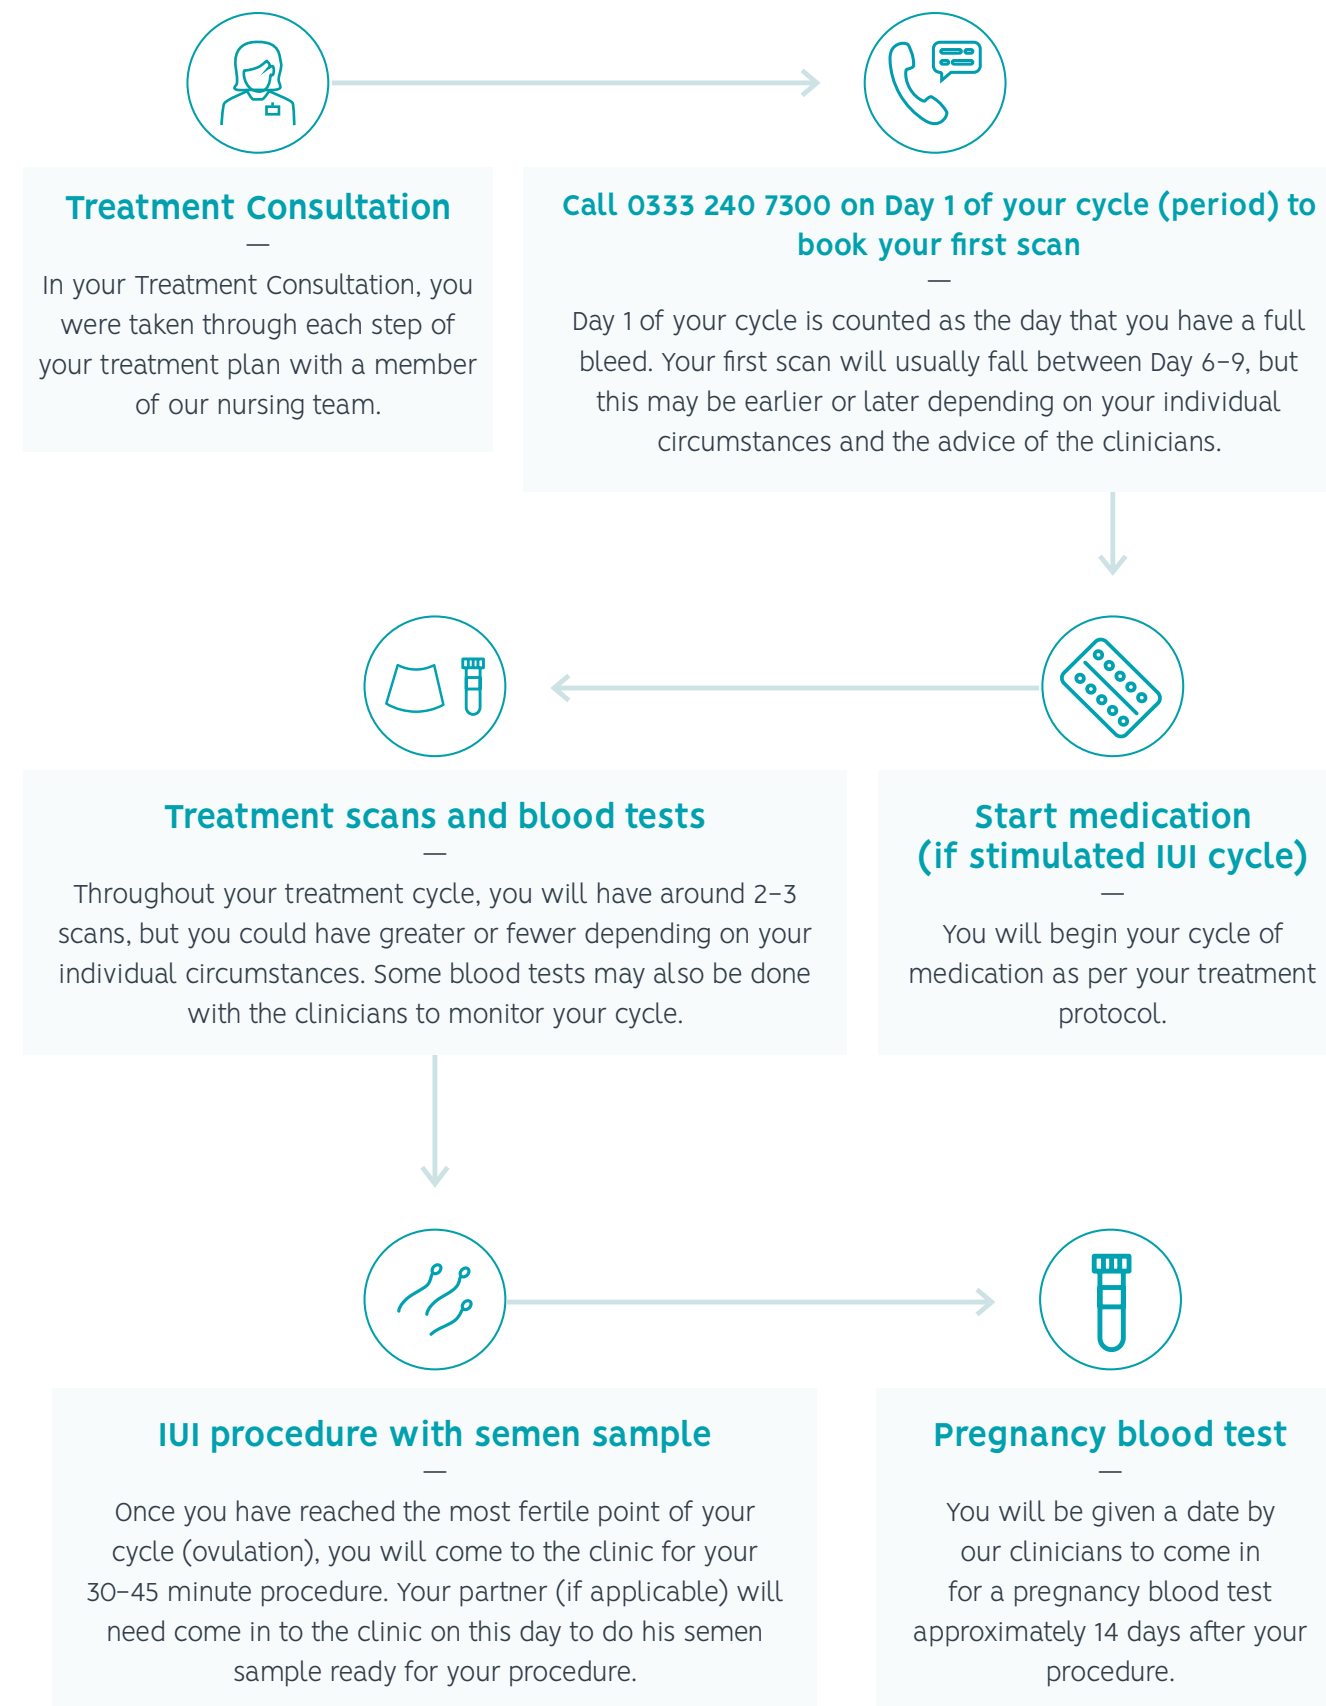 Treatment Consultation
—
In your Treatment Consultation, you
were taken through each step of
your treatment plan with a member
of our nursing team.
Call 0333 240 7300 on Day 1 of your cycle (period) to
book your first scan
—
Day 1 of your cycle is counted as the day that you have a full
bleed. Your first scan will usually fall between Day 6–9, but
this may be earlier or later depending on your individual
circumstances and the advice of the clinicians.
Start medication
(if stimulated IUI cycle)
—
You will begin your cycle of
medication as per your treatment
protocol.
Treatment scans and blood tests
—
Throughout your treatment cycle, you will have around 2–3
scans, but you could have greater or fewer depending on your
individual circumstances. Some blood tests may also be done
with the clinicians to monitor your cycle.
IUI procedure with semen sample
—
Once you have reached the most fertile point of your
cycle (ovulation), you will come to the clinic for your
30–45 minute procedure. Your partner (if applicable) will
need come in to the clinic on this day to do his semen
sample ready for your procedure.
Pregnancy blood test
—
You will be given a date by
our clinicians to come in
for a pregnancy blood test
approximately 14 days after your
procedure.